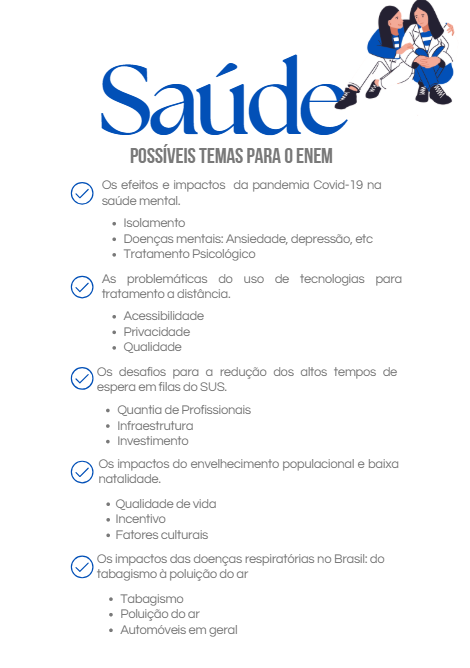 Saúde
POSSÍVEIS TEMAS PARA O ENEM
Os efeitos e impactos da pandemia Covid-19 na
saúde mental.
• Isolamento
• Doenças mentais: Ansiedade, depressão, etc
• Tratamento Psicológico
As problemáticas do uso de tecnologias para
tratamento a distância.
• Acessibilidade
• Privacidade
• Qualidade
Os desafios para a redução dos altos tempos de
espera em filas do SUS.
• Quantia de Profissionais
• Infraestrutura
• Investimento
Os impactos do envelhecimento populacional e baixa
natalidade.
• Qualidade de vida
• Incentivo
• Fatores culturais
Os impactos das doenças respiratórias no Brasil: do
tabagismo à poluição do ar
• Tabagismo
• Poluição do ar
• Automóveis em geral